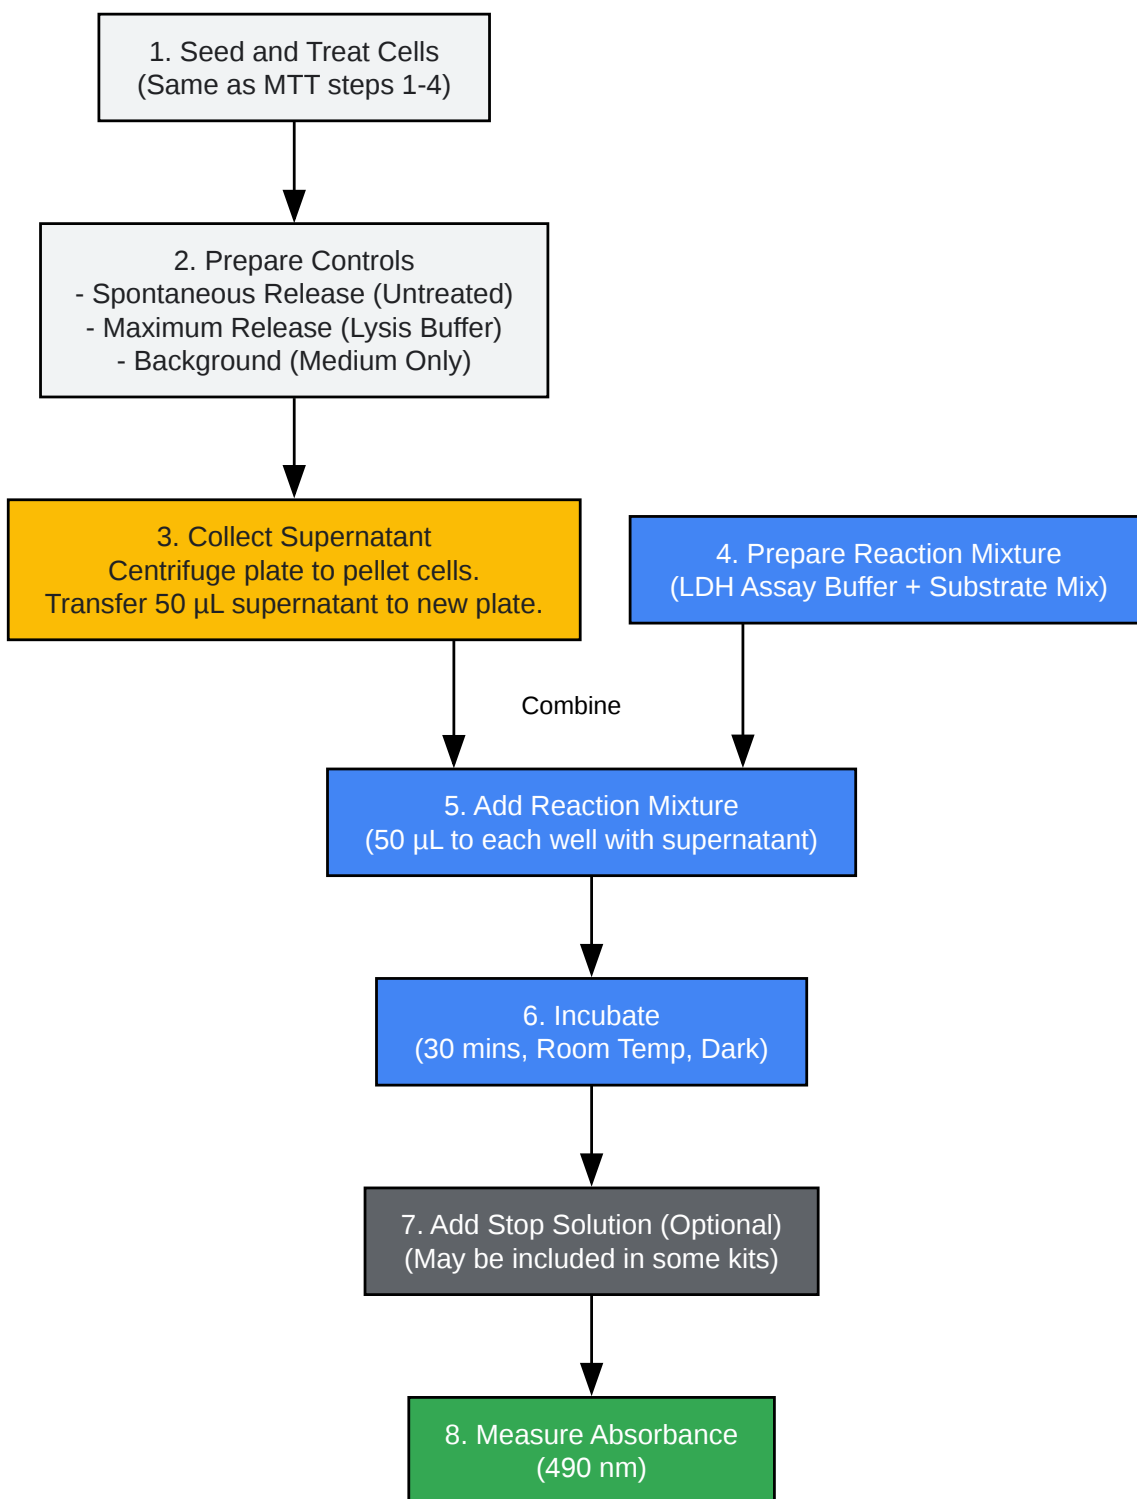 1. Seed and Treat Cells
(Same as MTT steps 1-4)
2. Prepare Controls
- Spontaneous Release (Untreated)
- Maximum Release (Lysis Buffer)
- Background (Medium Only)
3. Collect Supernatant
Centrifuge plate to pellet cells.
Transfer 50 µL supernatant to new plate.
4. Prepare Reaction Mixture
(LDH Assay Buffer + Substrate Mix)
Combine
5. Add Reaction Mixture
(50 µL to each well with supernatant)
6. Incubate
(30 mins, Room Temp, Dark)
7. Add Stop Solution (Optional)
(May be included in some kits)
8. Measure Absorbance
(490 nm)